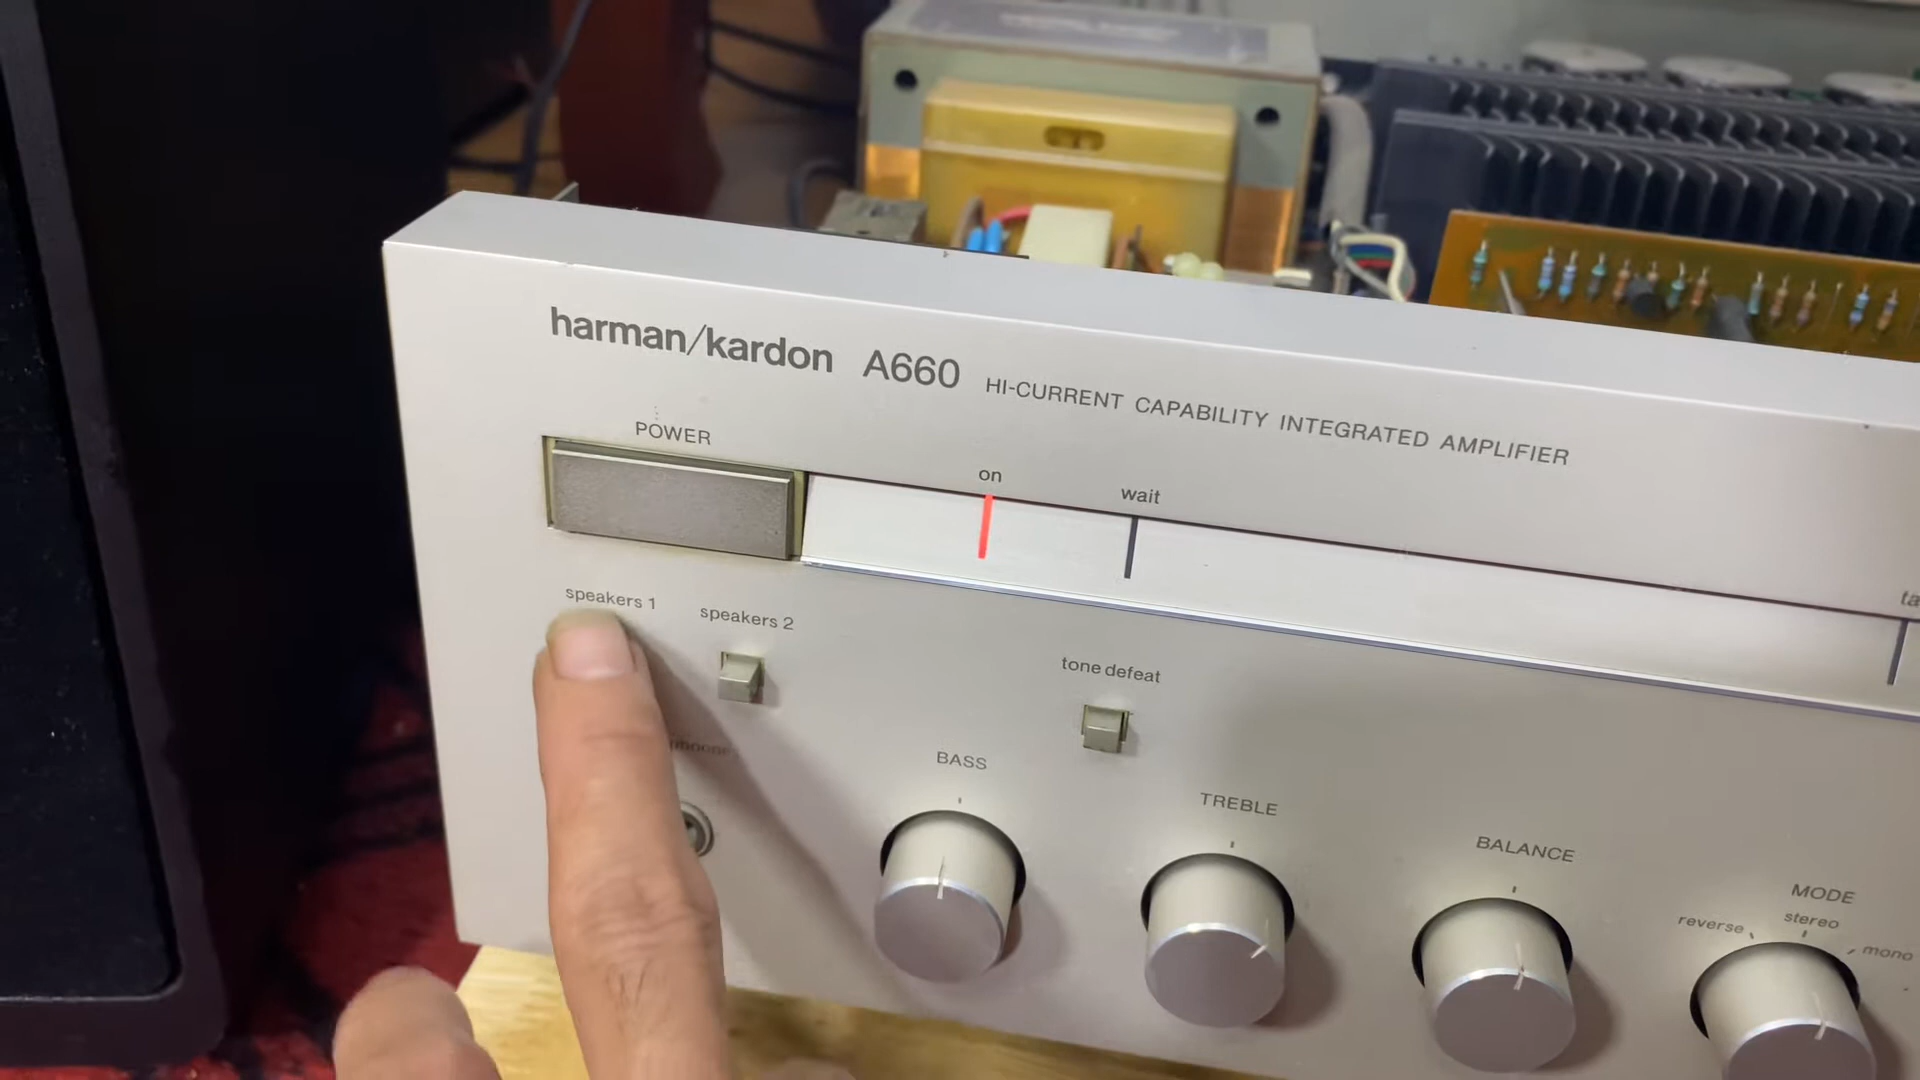 harman/kardon A660 HI-CURRENT CAPABILITY INTEGRATED AMPLIFIER
POWER
on
wait
speakers 1
speakers 2
tone defeat
BASS
TREBLE
BALANCE
MODE
reverse
stereo
mono